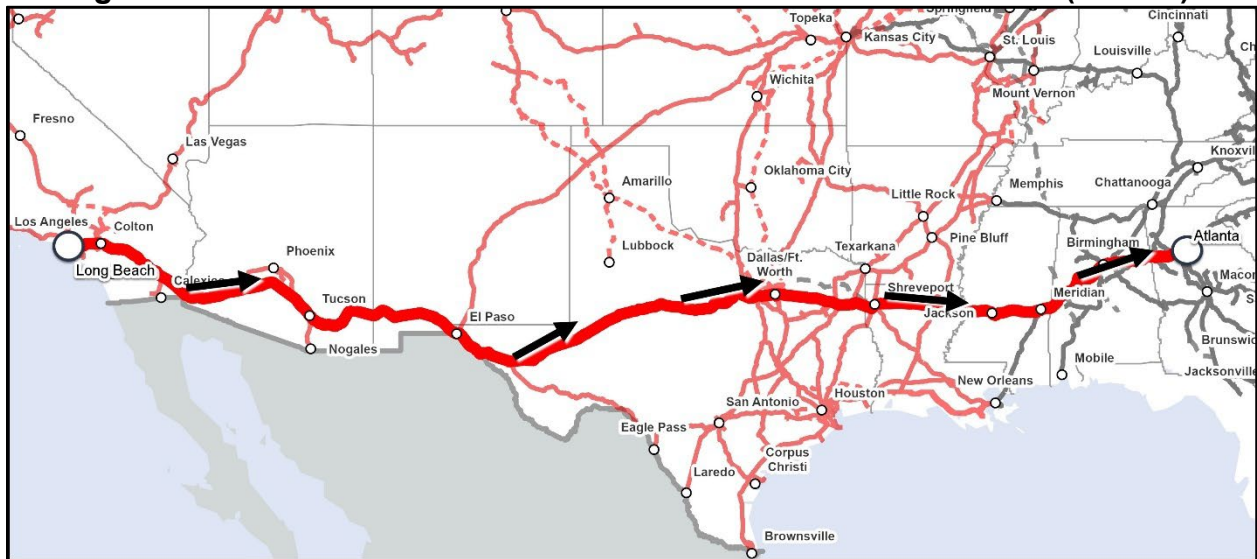 Topeka
Kansas City
St. Louis
Cincinnati
Louisville
Wichita
Mount Vernon
Fresno
Las Vegas
Knoxvil
Amarillo
Oklahoma City
Little Rock
Memphis
Chattanooga
Los Angeles
Colton
Long Beach
Phoenix
Lubbock
Dallas/Ft.
Worth
Texarkana
Pine Bluff
Birmingham
Atlanta
Calexico
Tucson
El Paso
Shreveport
Jackson
Meridian
Macon
Nogales
Mobile
Brunswic
Jacksonville
New Orleans
San Antonio
Houston
Eagle Pass
Corpus
Christi
Laredo
Brownsville